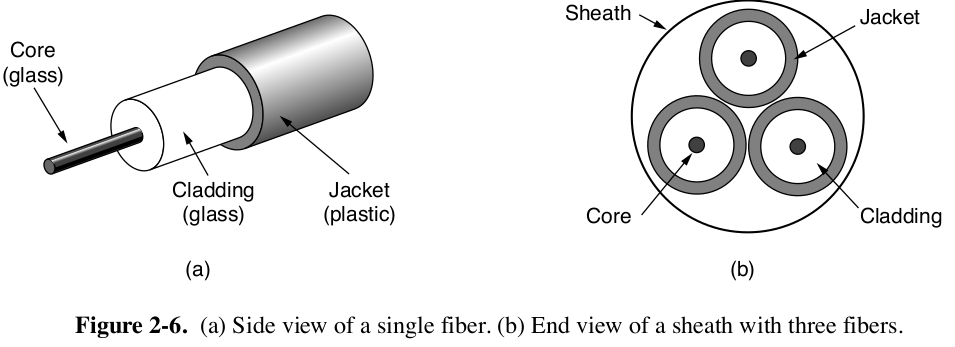 Core
(glass)
Cladding
(glass)
Jacket
(plastic)
(a)
Sheath
Jacket
Core
Cladding
(b)
Figure 2-6. (a) Side view of a single fiber. (b) End view of a sheath with three fibers.